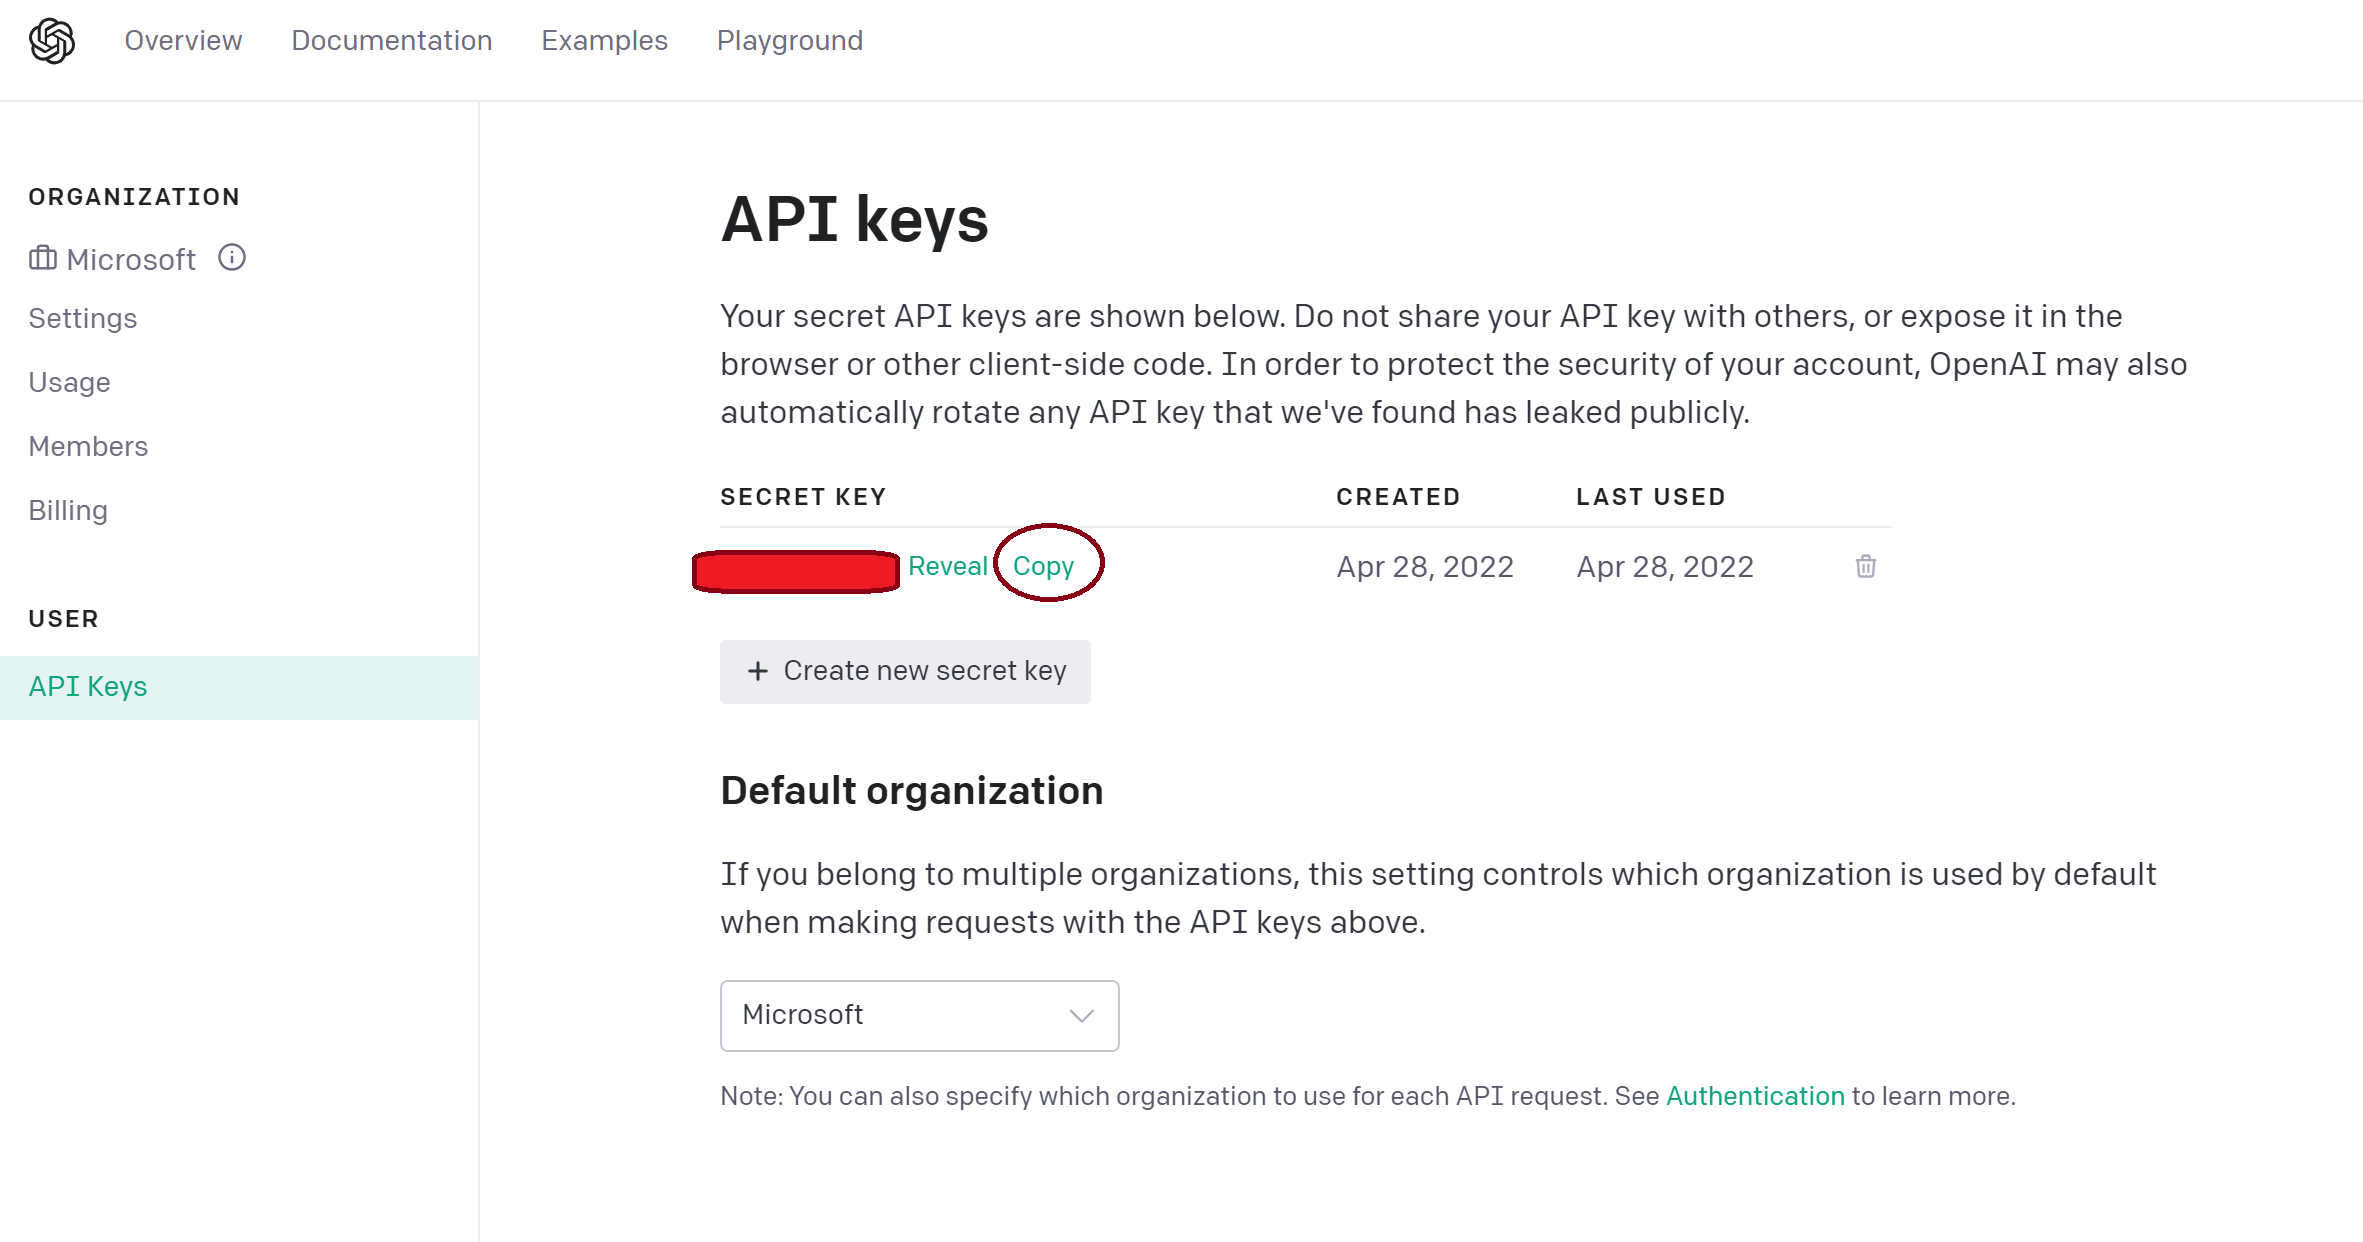 Overview Documentation Examples Playground
ORGANIZATION
Microsoft
Settings
Usage
Members
Billing
USER
API Keys
API keys
Your secret API keys are shown below. Do not share your API key with others, or expose it in the
browser or other client-side code. In order to protect the security of your account, OpenAI may also
automatically rotate any API key that we've found has leaked publicly.
SECRET KEY CREATED LAST USED
Reveal Copy Apr 28, 2022 Apr 28, 2022
+ Create new secret key
Default organization
If you belong to multiple organizations, this setting controls which organization is used by default
when making requests with the API keys above.
Microsoft
Note: You can also specify which organization to use for each API request. See Authentication to learn more.